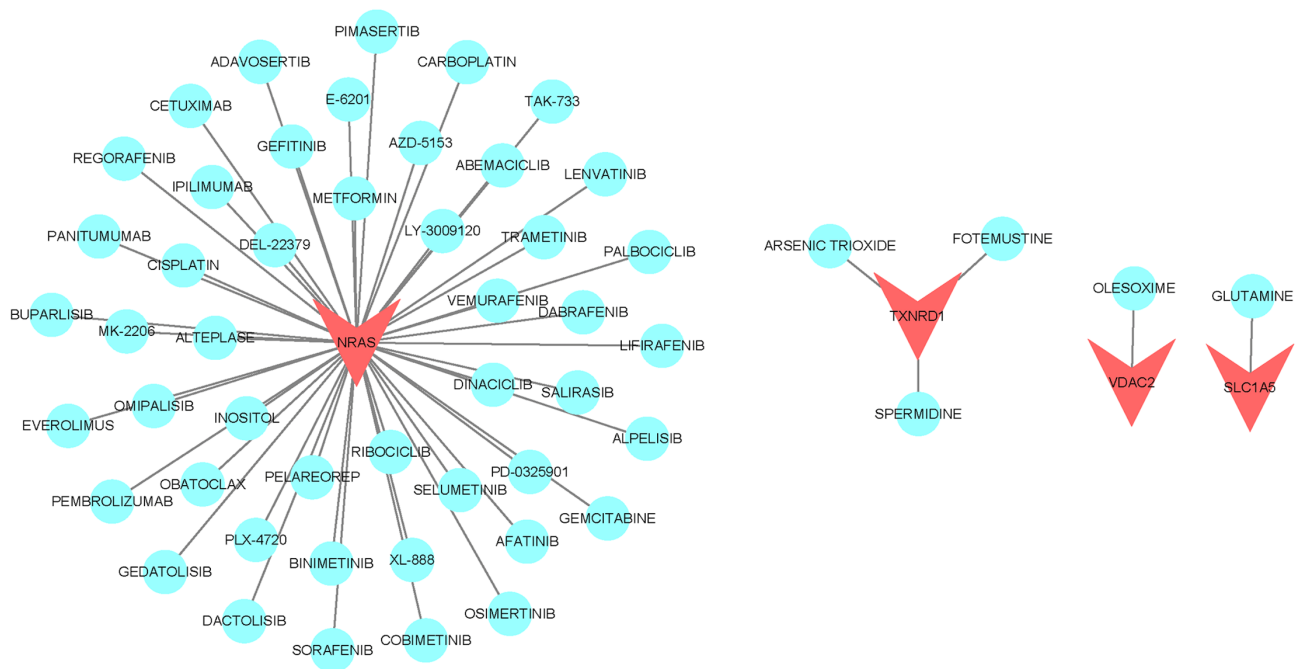 PIMASERTIB
ADAVOSERTIB
CARBOPLATIN
E-6201
TAK-733
CETUXIMAB
AZD-5153
GEFITINIB
REGORAFENIB
ABEMACICLIB
LENVATINIB
IPILIMUMAB
METFORMIN
PANITUMUMAB
DEL-22379
LY-3009120
TRAMETINIB
PALBOCICLIB
CISPLATIN
VEMURAFENIB
DABRAFENIB
BUPARLISIB
MK-2206
ALTEPLASE
NRAS
LIFIRAFENIB
DINACICLIB
SALIRASIB
OMIPALISIB
EVEROLIMUS
INOSITOL
ALPELISIB
RIBOCICLIB
PD-0325901
PELAREOREP
OBATOCLAX
SELUMETINIB
PEMBROLIZUMAB
GEMCITABINE
PLX-4720
AFATINIB
BINIMETINIB
XL-888
GEDATOLISIB
OSIMERTINIB
DACTOLISIB
COBIMETINIB
SORAFENIB
ARSENIC TRIOXIDE
FOTEMUSTINE
TXNRD1
SPERMIDINE
OLESOXIME
VDAC2
GLUTAMINE
SLC1A5